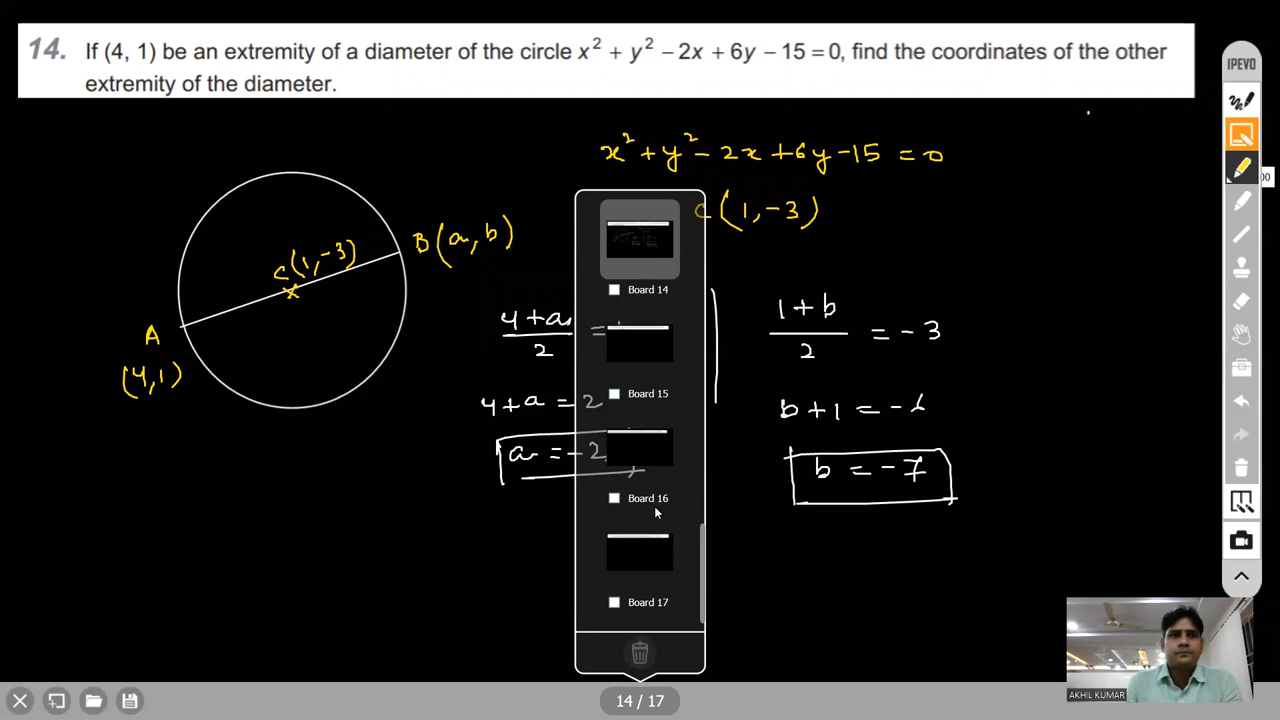 14. If (4, 1) be an extremity of a diameter of the circle x² + y² − 2x + 6y − 15 = 0, find the coordinates of the other
extremity of the diameter.
IPEVO
x² + y² − 2x + 6y − 15 = 0
C(1, −3)
C(1, −3)
B(a, b)
A
(4, 1)
4 + a
2
=
4 + a = 2
a = −2
1 + b
2
= −3
b + 1 = −6
b = −7
Board 14
Board 15
Board 16
Board 17
00
AKHIL KUMAR
14 / 17